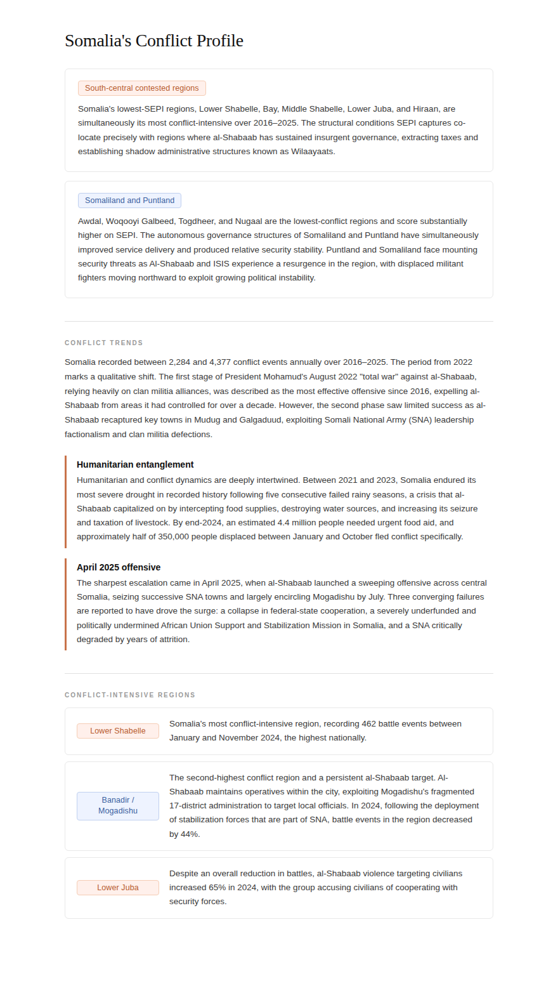 Somalia's Conflict Profile
South-central contested regions
Somalia's lowest-SEPI regions, Lower Shabelle, Bay, Middle Shabelle, Lower Juba, and Hiraan, are
simultaneously its most conflict-intensive over 2016–2025. The structural conditions SEPI captures co-
locate precisely with regions where al-Shabaab has sustained insurgent governance, extracting taxes and
establishing shadow administrative structures known as Wilaayaats.
Somaliland and Puntland
Awdal, Woqooyi Galbeed, Togdheer, and Nugaal are the lowest-conflict regions and score substantially
higher on SEPI. The autonomous governance structures of Somaliland and Puntland have simultaneously
improved service delivery and produced relative security stability. Puntland and Somaliland face mounting
security threats as Al-Shabaab and ISIS experience a resurgence in the region, with displaced militant
fighters moving northward to exploit growing political instability.
CONFLICT TRENDS
Somalia recorded between 2,284 and 4,377 conflict events annually over 2016–2025. The period from 2022
marks a qualitative shift. The first stage of President Mohamud's August 2022 "total war" against al-Shabaab,
relying heavily on clan militia alliances, was described as the most effective offensive since 2016, expelling al-
Shabaab from areas it had controlled for over a decade. However, the second phase saw limited success as al-
Shabaab recaptured key towns in Mudug and Galgaduud, exploiting Somali National Army (SNA) leadership
factionalism and clan militia defections.
Humanitarian entanglement
Humanitarian and conflict dynamics are deeply intertwined. Between 2021 and 2023, Somalia endured its
most severe drought in recorded history following five consecutive failed rainy seasons, a crisis that al-
Shabaab capitalized on by intercepting food supplies, destroying water sources, and increasing its seizure
and taxation of livestock. By end-2024, an estimated 4.4 million people needed urgent food aid, and
approximately half of 350,000 people displaced between January and October fled conflict specifically.
April 2025 offensive
The sharpest escalation came in April 2025, when al-Shabaab launched a sweeping offensive across central
Somalia, seizing successive SNA towns and largely encircling Mogadishu by July. Three converging failures
are reported to have drove the surge: a collapse in federal-state cooperation, a severely underfunded and
politically undermined African Union Support and Stabilization Mission in Somalia, and a SNA critically
degraded by years of attrition.
CONFLICT-INTENSIVE REGIONS
Lower Shabelle
Somalia's most conflict-intensive region, recording 462 battle events between
January and November 2024, the highest nationally.
Banadir /
Mogadishu
The second-highest conflict region and a persistent al-Shabaab target. Al-
Shabaab maintains operatives within the city, exploiting Mogadishu's fragmented
17-district administration to target local officials. In 2024, following the deployment
of stabilization forces that are part of SNA, battle events in the region decreased
by 44%.
Lower Juba
Despite an overall reduction in battles, al-Shabaab violence targeting civilians
increased 65% in 2024, with the group accusing civilians of cooperating with
security forces.